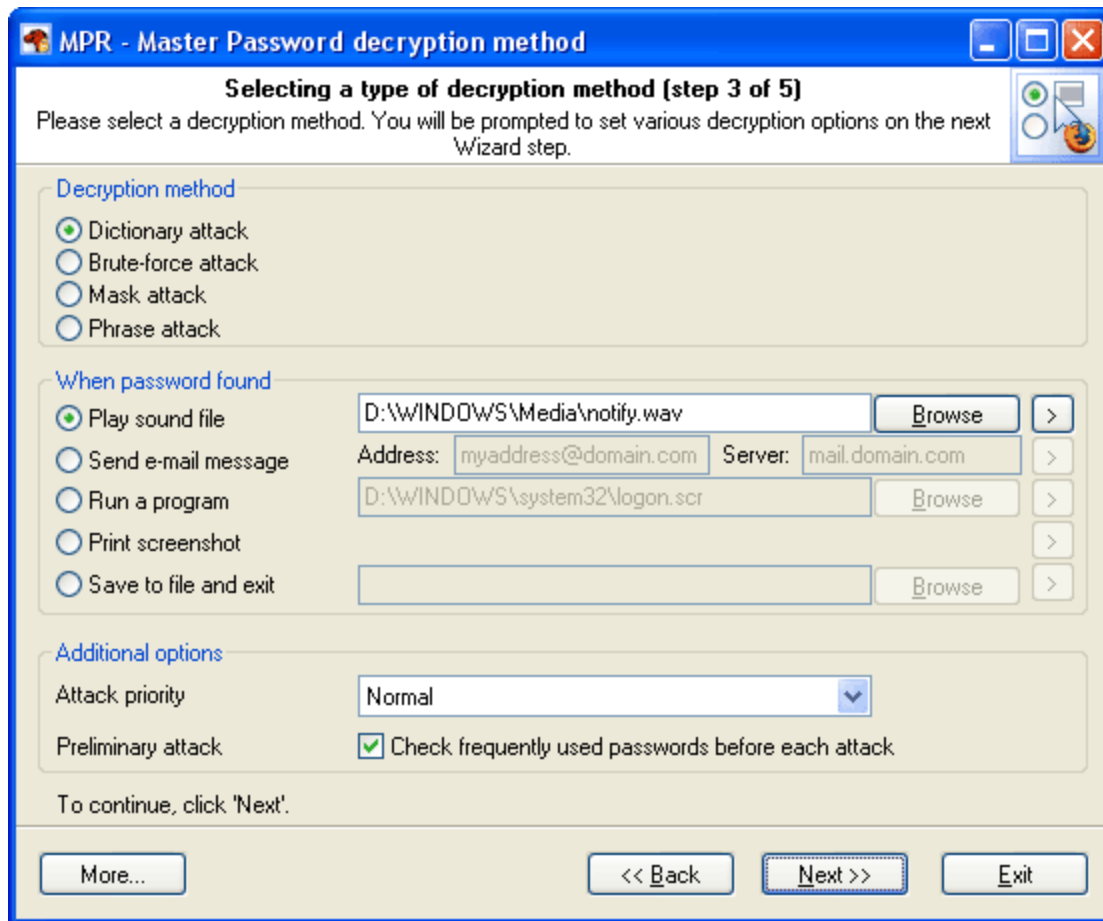 MPR - Master Password decryption method
Selecting a type of decryption method (step 3 of 5)
Please select a decryption method. You will be prompted to set various decryption options on the next
Wizard step.
Decryption method
Dictionary attack
Brute-force attack
Mask attack
Phrase attack
When password found
Play sound file D:\WINDOWS\Media\notify.wav Browse >
Send e-mail message Address: myaddress@domain.com Server: mail.domain.com >
Run a program D:\WINDOWS\system32\logon.scr Browse >
Print screenshot >
Save to file and exit Browse >
Additional options
Attack priority Normal
Preliminary attack Check frequently used passwords before each attack
To continue, click 'Next'.
More... << Back Next >> Exit